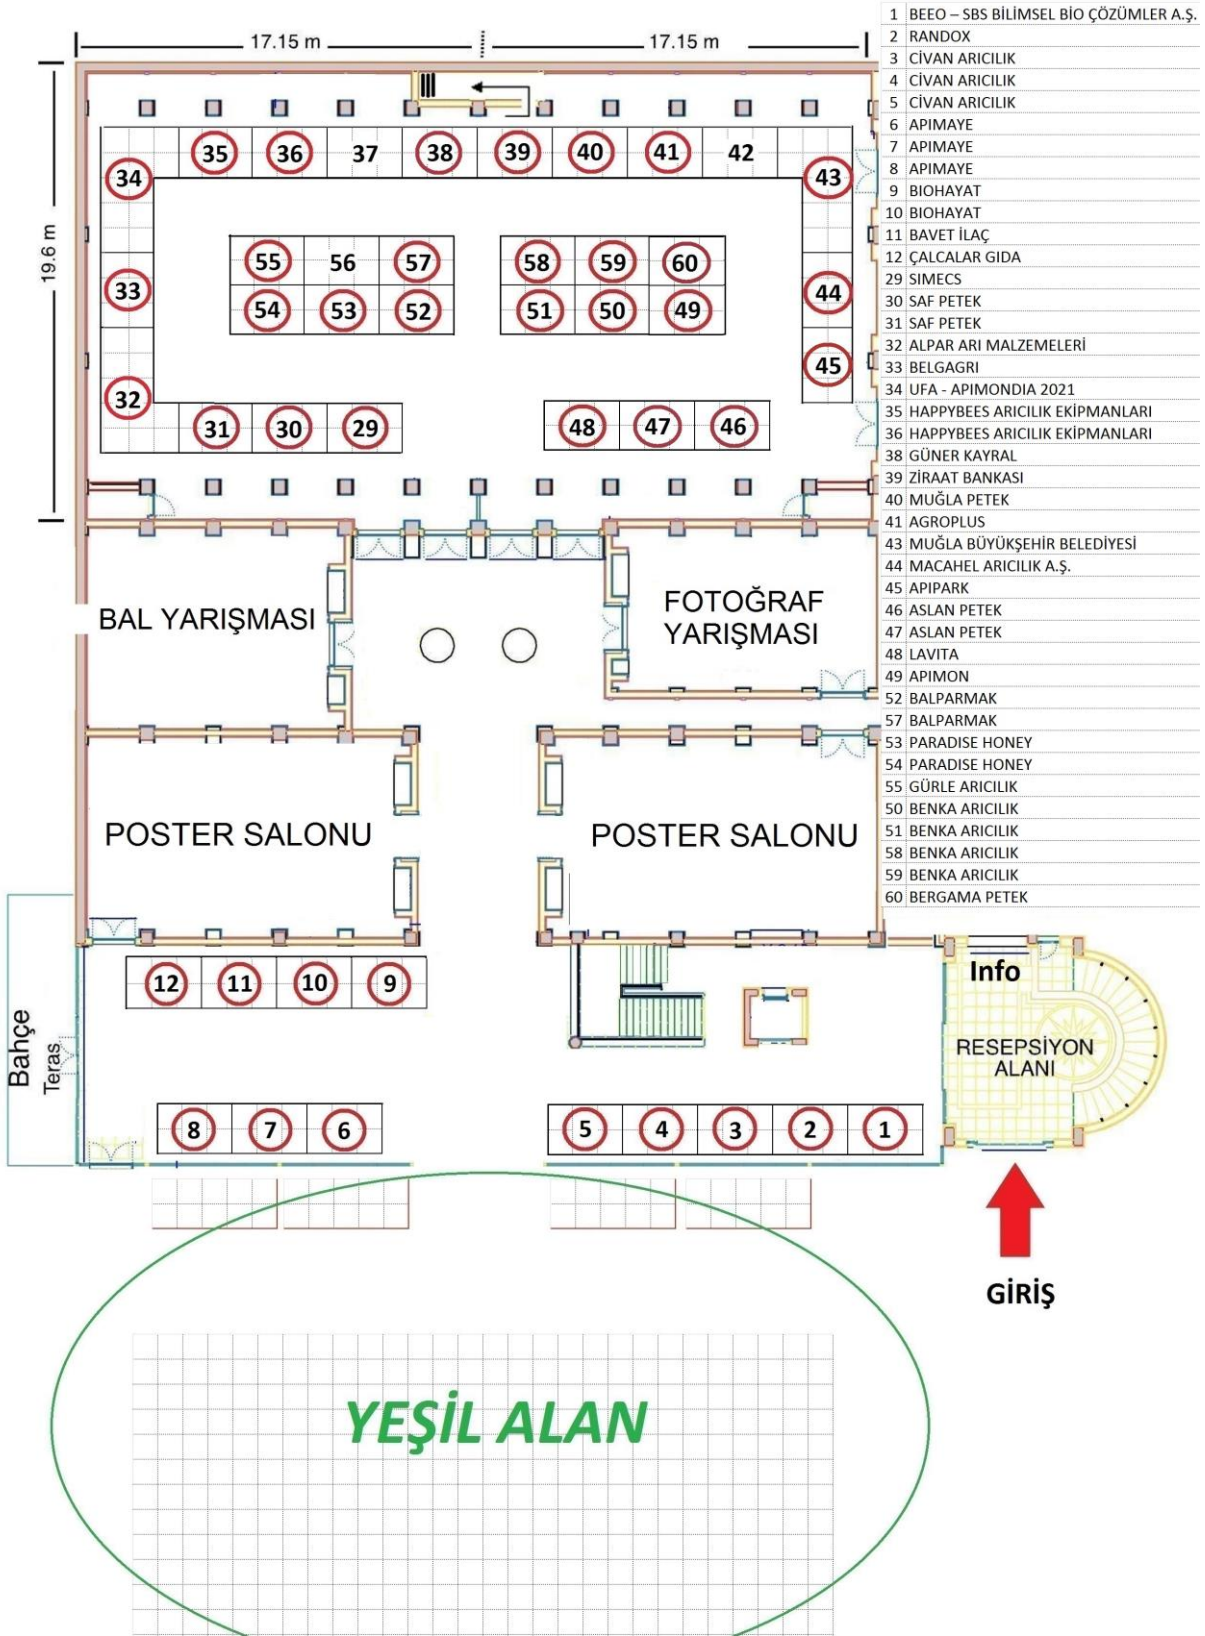 17.15 m
17.15 m
19.6 m
35
36
37
38
39
40
41
42
34
43
55
56
57
58
59
60
33
44
54
53
52
51
50
49
45
32
31
30
29
48
47
46
BAL YARIŞMASI
FOTOĞRAF
YARIŞMASI
POSTER SALONU
POSTER SALONU
12
11
10
9
Info
RESEPSİYON
ALANI
Bahçe
Teras
8
7
6
5
4
3
2
1
GİRİŞ
YEŞİL ALAN
1 BEEO – SBS BİLİMSEL BİO ÇÖZÜMLER A.Ş.
2 RANDOX
3 CİVAN ARICILIK
4 CİVAN ARICILIK
5 CİVAN ARICILIK
6 APIMAYE
7 APIMAYE
8 APIMAYE
9 BIOHAYAT
10 BIOHAYAT
11 BAVET İLAÇ
12 ÇALCALAR GIDA
29 SIMECS
30 SAF PETEK
31 SAF PETEK
32 ALPAR ARI MALZEMELERİ
33 BELGAGRI
34 UFA - APIMONDIA 2021
35 HAPPYBEES ARICILIK EKİPMANLARI
36 HAPPYBEES ARICILIK EKİPMANLARI
38 GÜNER KAYRAL
39 ZİRAAT BANKASI
40 MUĞLA PETEK
41 AGROPLUS
43 MUĞLA BÜYÜKŞEHİR BELEDİYESİ
44 MACAHEL ARICILIK A.Ş.
45 APIPARK
46 ASLAN PETEK
47 ASLAN PETEK
48 LAVITA
49 APIMON
52 BALPARMAK
57 BALPARMAK
53 PARADISE HONEY
54 PARADISE HONEY
55 GÜRLE ARICILIK
50 BENKA ARICILIK
51 BENKA ARICILIK
58 BENKA ARICILIK
59 BENKA ARICILIK
60 BERGAMA PETEK